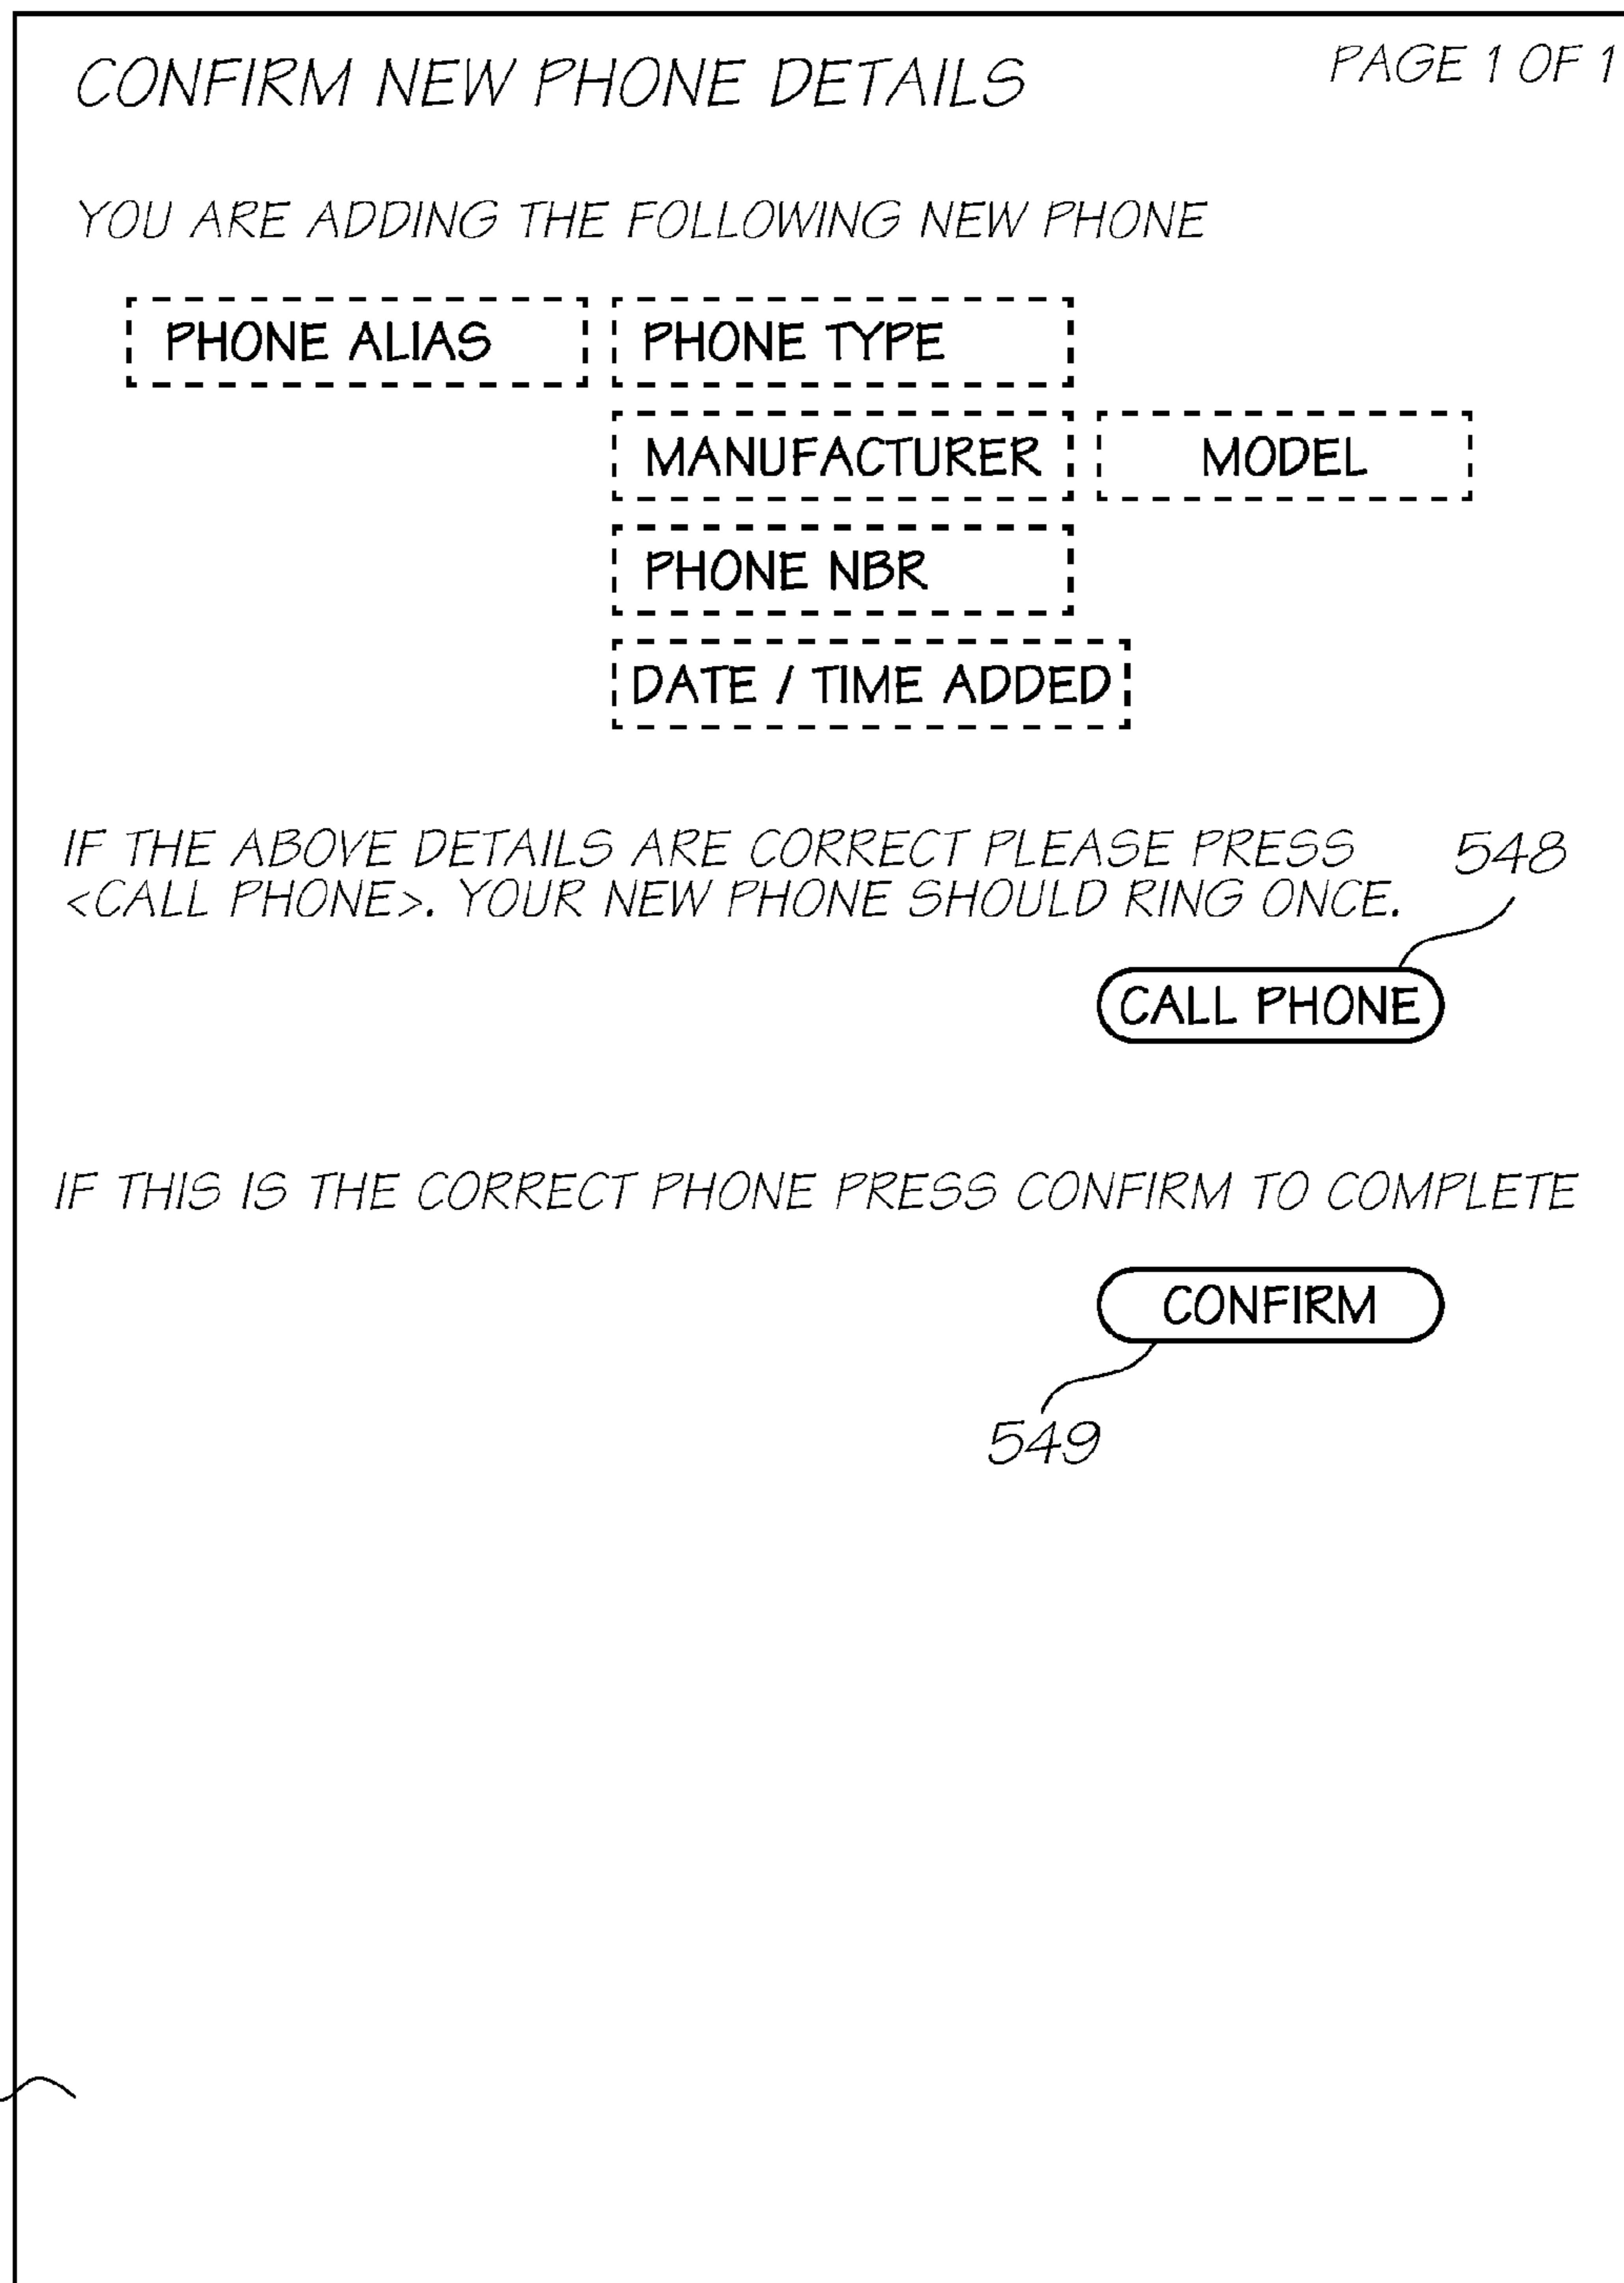 CONFIRM NEW PHONE DETAILS
PAGE 1 OF 1
YOU ARE ADDING THE FOLLOWING NEW PHONE
PHONE ALIAS
PHONE TYPE
MANUFACTURER
MODEL
PHONE NBR
DATE / TIME ADDED
IF THE ABOVE DETAILS ARE CORRECT PLEASE PRESS
<CALL PHONE>. YOUR NEW PHONE SHOULD RING ONCE.
548
CALL PHONE
IF THIS IS THE CORRECT PHONE PRESS CONFIRM TO COMPLETE
CONFIRM
549